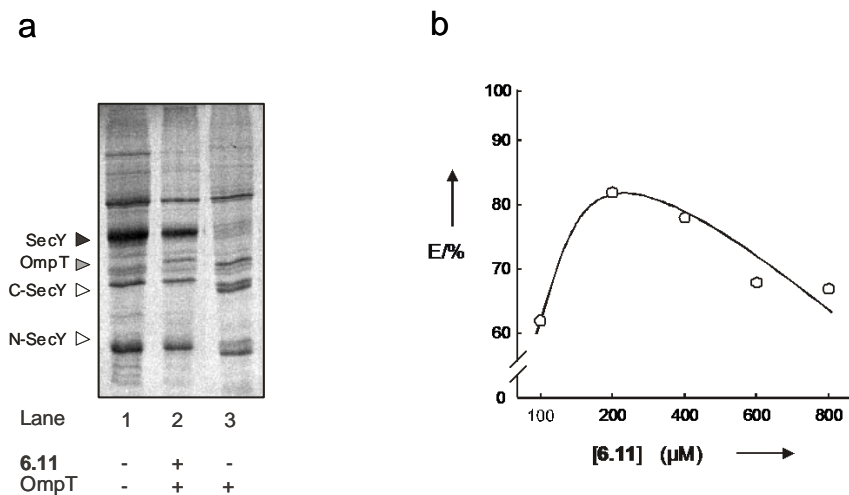 a
SecY
OmpT
C-SecY
N-SecY
Lane 1 2 3
6.11 - + -
OmpT - + +
b
100
90
80
70
60
0
E/%
100 200 400 600 800
[6.11] (µM)